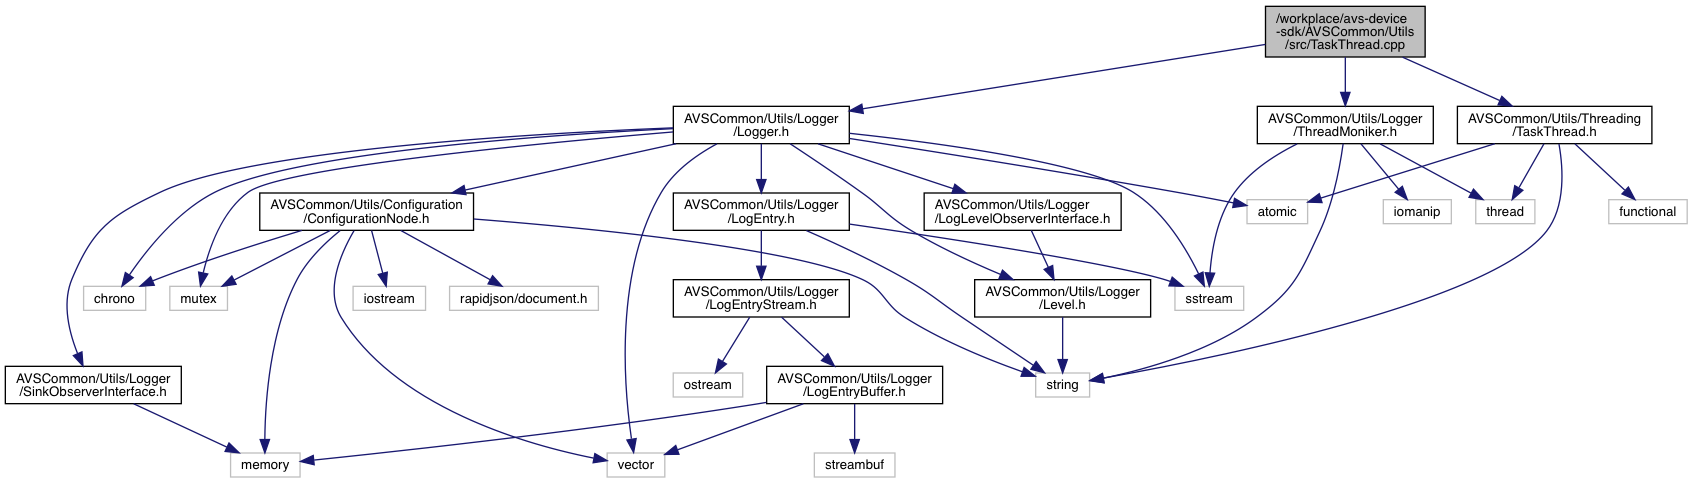 /workplace/avs-device
-sdk/AVSCommon/Utils
/src/TaskThread.cpp
AVSCommon/Utils/Logger
/Logger.h
AVSCommon/Utils/Logger
/ThreadMoniker.h
AVSCommon/Utils/Threading
/TaskThread.h
AVSCommon/Utils/Configuration
/ConfigurationNode.h
AVSCommon/Utils/Logger
/LogEntry.h
AVSCommon/Utils/Logger
/LogLevelObserverInterface.h
atomic
iomanip
thread
functional
chrono
mutex
iostream
rapidjson/document.h
AVSCommon/Utils/Logger
/LogEntryStream.h
AVSCommon/Utils/Logger
/Level.h
sstream
AVSCommon/Utils/Logger
/SinkObserverInterface.h
ostream
AVSCommon/Utils/Logger
/LogEntryBuffer.h
string
memory
vector
streambuf